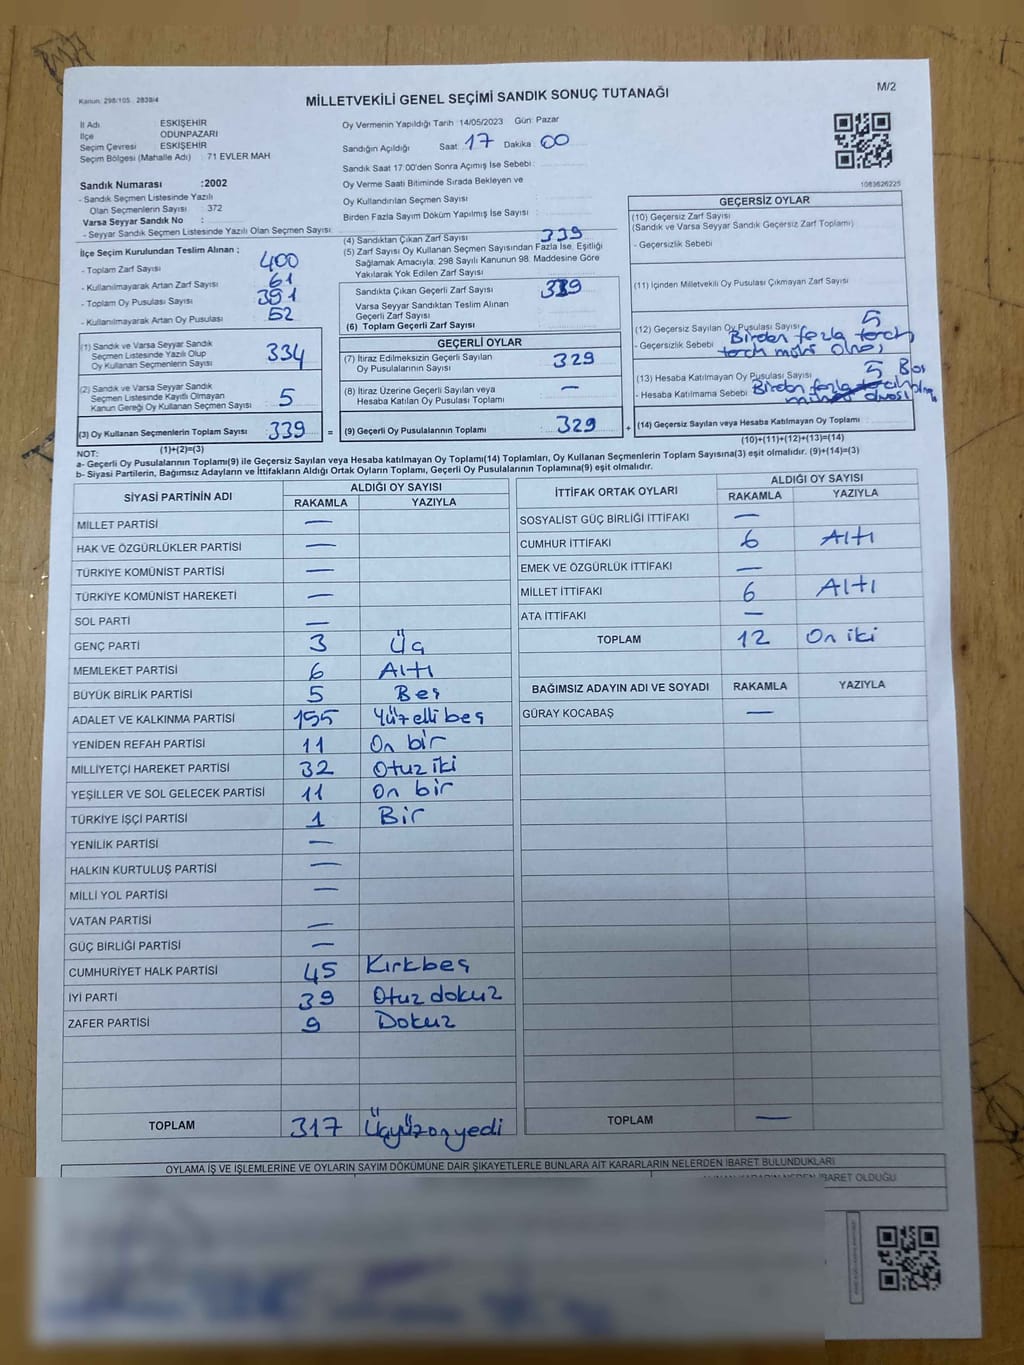 Kanun: 298/105 . 2839/4
MİLLETVEKİLİ GENEL SEÇİMİ SANDIK SONUÇ TUTANAĞI
M/2
İl Adı ESKİŞEHİR
İlçe ODUNPAZARI
Seçim Çevresi : ESKİŞEHİR
Seçim Bölgesi (Mahalle Adı) : 71 EVLER MAH
Sandık Numarası :2002
- Sandık Seçmen Listesinde Yazılı
Olan Seçmenlerin Sayısı : 372
Varsa Seyyar Sandık No :
- Seyyar Sandık Seçmen Listesinde Yazılı Olan Seçmen Sayısı:
İlçe Seçim Kurulundan Teslim Alınan ;
- Toplam Zarf Sayısı 400
- Kullanılmayarak Artan Zarf Sayısı 61
- Toplam Oy Pusulası Sayısı 391
- Kullanılmayarak Artan Oy Pusulası 52
(1) Sandık ve Varsa Seyyar Sandık
Seçmen Listesinde Yazılı Olup
Oy Kullanan Seçmenlerin Sayısı 334
(2) Sandık ve Varsa Seyyar Sandık
Seçmen Listesinde Kayıtlı Olmayan
Kanun Gereği Oy Kullanan Seçmen Sayısı 5
(3) Oy Kullanan Seçmenlerin Toplam Sayısı 339 =
(1)+(2)=(3)
Oy Vermenin Yapıldığı Tarih 14/05/2023 Gün: Pazar
Sandığın Açıldığı Saat 17 Dakika 00
Sandık Saat 17 00'den Sonra Açımış İse Sebebi :
Oy Verme Saati Bitiminde Sırada Bekleyen ve
Oy Kullandırılan Seçmen Sayısı :
Birden Fazla Sayım Döküm Yapılmış İse Sayısı :
(4) Sandıktan Çıkan Zarf Sayısı 339
(5) Zarf Sayısı Oy Kullanan Seçmen Sayısından Fazla İse, Eşitliği
Sağlamak Amacıyla, 298 Sayılı Kanunun 98. Maddesine Göre
Yakılarak Yok Edilen Zarf Sayısı
Sandıkta Çıkan Geçerli Zarf Sayısı : 339
Varsa Seyyar Sandıktan Teslim Alınan
Geçerli Zarf Sayısı :
(6) Toplam Geçerli Zarf Sayısı :
GEÇERLİ OYLAR
(7) İtiraz Edilmeksizin Geçerli Sayılan
Oy Pusulalarının Sayısı : 329
(8) İtiraz Üzerine Geçerli Sayılan veya
Hesaba Katılan Oy Pusulası Toplamı : —
(9) Geçerli Oy Pusulalarının Toplamı : 329 +
1083626225
GEÇERSİZ OYLAR
(10) Geçersiz Zarf Sayısı
(Sandık ve Varsa Seyyar Sandık Geçersiz Zarf Toplamı)
- Geçersizlik Sebebi :
(11) İçinden Milletvekili Oy Pusulası Çıkmayan Zarf Sayısı
(12) Geçersiz Sayılan Oy Pusulası Sayısı 5
- Geçersizlik Sebebi : Birden fazla
(13) Hesaba Katılmayan Oy Pusulası Sayısı : 5 Boş
- Hesaba Katılmama Sebebi Birden fazla
(14) Geçersiz Sayılan veya Hesaba Katılmayan Oy Toplamı :
(10)+(11)+(12)+(13)=(14)
NOT:
a- Geçerli Oy Pusulalarının Toplamı(9) ile Geçersiz Sayılan veya Hesaba Katılmayan Oy Toplamı(14) Toplamları, Oy Kullanan Seçmenlerin Toplam Sayısına(3) eşit olmalıdır. (9)+(14)=(3)
b- Siyasi Partilerin, Bağımsız Adayların ve İttifakların Aldığı Ortak Oyların Toplamı, Geçerli Oy Pusulalarının Toplamına(9) eşit olmalıdır.
SİYASİ PARTİNİN ADI ALDIĞI OY SAYISI
RAKAMLA YAZIYLA
MİLLET PARTİSİ —
HAK VE ÖZGÜRLÜKLER PARTİSİ —
TÜRKİYE KOMÜNİST PARTİSİ —
TÜRKİYE KOMÜNİST HAREKETİ —
SOL PARTİ —
GENÇ PARTİ 3 Üç
MEMLEKET PARTİSİ 6 Altı
BÜYÜK BİRLİK PARTİSİ 5 Beş
ADALET VE KALKINMA PARTİSİ 155 Yüzelli beş
YENİDEN REFAH PARTİSİ 11 On bir
MİLLİYETÇİ HAREKET PARTİSİ 32 Otuz iki
YEŞİLLER VE SOL GELECEK PARTİSİ 11 On bir
TÜRKİYE İŞÇİ PARTİSİ 1 Bir
YENİLİK PARTİSİ —
HALKIN KURTULUŞ PARTİSİ —
MİLLİ YOL PARTİSİ —
VATAN PARTİSİ —
GÜÇ BİRLİĞİ PARTİSİ —
CUMHURİYET HALK PARTİSİ 45 Kırkbeş
İYİ PARTİ 39 Otuz dokuz
ZAFER PARTİSİ 9 Dokuz
TOPLAM 317 Üçyüzonyedi
İTTİFAK ORTAK OYLARI ALDIĞI OY SAYISI
RAKAMLA YAZIYLA
SOSYALİST GÜÇ BİRLİĞİ İTTİFAKI —
CUMHUR İTTİFAKI 6 Altı
EMEK VE ÖZGÜRLÜK İTTİFAKI —
MİLLET İTTİFAKI 6 Altı
ATA İTTİFAKI —
TOPLAM 12 On iki
BAĞIMSIZ ADAYIN ADI VE SOYADI RAKAMLA YAZIYLA
GÜRAY KOCABAŞ —
TOPLAM —
OYLAMA İŞ VE İŞLEMLERİNE VE OYLARIN SAYIM DÖKÜMÜNE DAİR ŞİKAYETLERLE BUNLARA AİT KARARLARIN NELERDEN İBARET BULUNDUKLARI
İBARET OLDUĞU